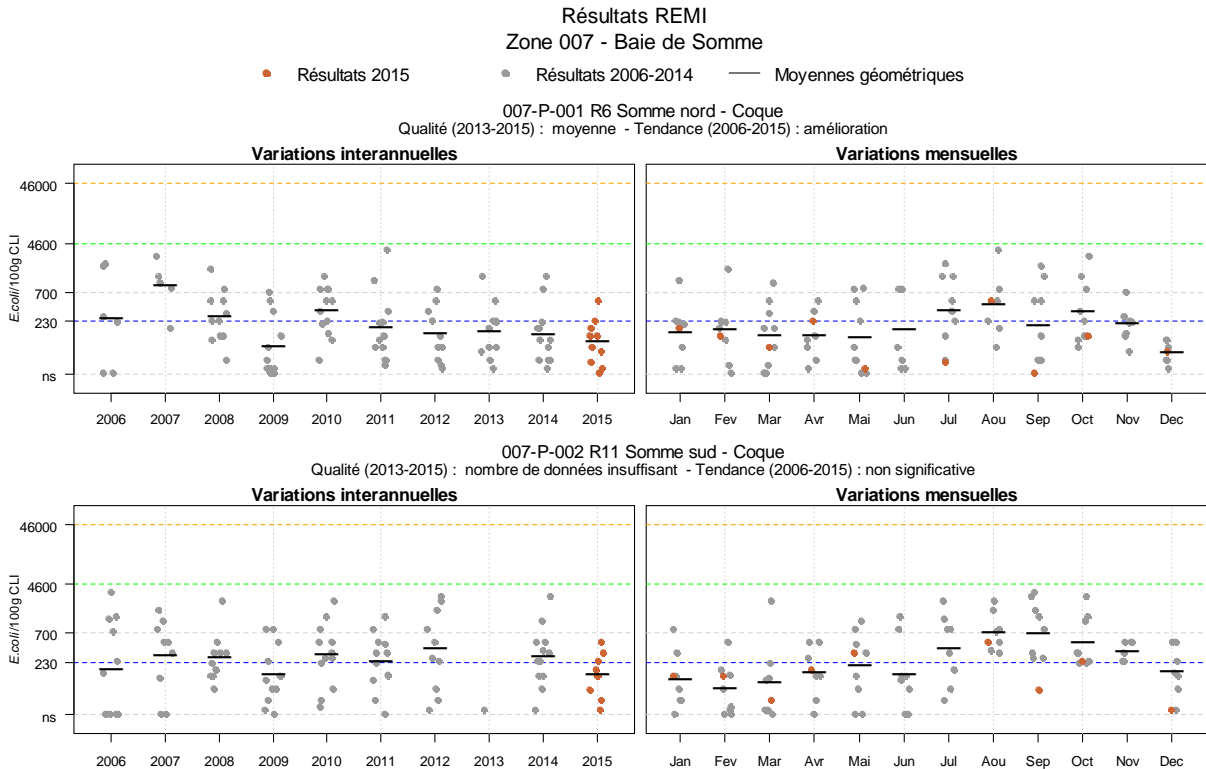 Résultats REMI
Zone 007 - Baie de Somme
Résultats 2015 Résultats 2006-2014 Moyennes géométriques
007-P-001 R6 Somme nord - Coque
Qualité (2013-2015) : moyenne - Tendance (2006-2015) : amélioration
Variations interannuelles Variations mensuelles
E.coli/100g CLI
46000
4600
700
230
ns
2006 2007 2008 2009 2010 2011 2012 2013 2014 2015 Jan Fev Mar Avr Mai Jun Jul Aou Sep Oct Nov Dec
007-P-002 R11 Somme sud - Coque
Qualité (2013-2015) : nombre de données insuffisant - Tendance (2006-2015) : non significative
Variations interannuelles Variations mensuelles
E.coli/100g CLI
46000
4600
700
230
ns
2006 2007 2008 2009 2010 2011 2012 2013 2014 2015 Jan Fev Mar Avr Mai Jun Jul Aou Sep Oct Nov Dec